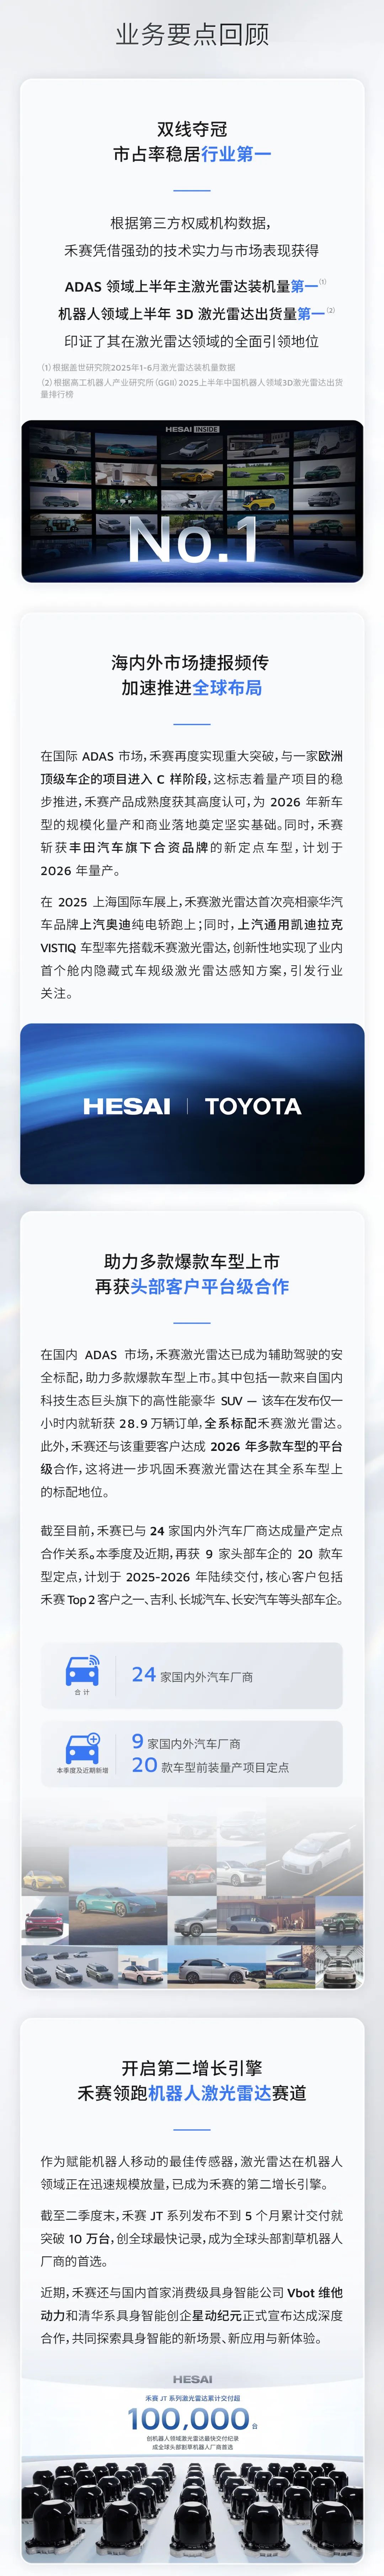 业务要点回顾
双线夺冠
市占率稳居行业第一
根据第三方权威机构数据，
禾赛凭借强劲的技术实力与市场表现获得
ADAS 领域上半年主激光雷达装机量第一(1)
机器人领域上半年 3D 激光雷达出货量第一(2)
印证了其在激光雷达领域的全面引领地位
(1) 根据盖世研究院2025年1-6月激光雷达装机量数据
(2) 根据高工机器人产业研究所 (GGII) 2025上半年中国机器人领域3D激光雷达出货
量排行榜
HESAI INSIDE
No.1
海内外市场捷报频传
加速推进全球布局
在国际 ADAS 市场，禾赛再度实现重大突破，与一家欧洲
顶级车企的项目进入 C 样阶段，这标志着量产项目的稳
步推进，禾赛产品成熟度获其高度认可，为 2026 年新车
型的规模化量产和商业落地奠定坚实基础。同时，禾赛
斩获丰田汽车旗下合资品牌的新定点车型，计划于
2026 年量产。
在 2025 上海国际车展上，禾赛激光雷达首次亮相豪华汽
车品牌上汽奥迪纯电轿跑上；同时，上汽通用凯迪拉克
VISTIQ 车型率先搭载禾赛激光雷达，创新性地实现了业内
首个舱内隐藏式车规级激光雷达感知方案，引发行业
关注。
HESAI | TOYOTA
助力多款爆款车型上市
再获头部客户平台级合作
在国内 ADAS 市场，禾赛激光雷达已成为辅助驾驶的安
全标配，助力多款爆款车型上市。其中包括一款来自国内
科技生态巨头旗下的高性能豪华 SUV — 该车在发布仅一
小时内就斩获 28.9 万辆订单，全系标配禾赛激光雷达。
此外，禾赛还与该重要客户达成 2026 年多款车型的平台
级合作，这将进一步巩固禾赛激光雷达在其全系车型上
的标配地位。
截至目前，禾赛已与 24 家国内外汽车厂商达成量产定点
合作关系。本季度及近期，再获 9 家头部车企的 20 款车
型定点，计划于 2025-2026 年陆续交付，核心客户包括
禾赛 Top 2 客户之一、吉利、长城汽车、长安汽车等头部车企。
合 计
24 家国内外汽车厂商
本季度及近期新增
9 家国内外汽车厂商
20 款车型前装量产项目定点
开启第二增长引擎
禾赛领跑机器人激光雷达赛道
作为赋能机器人移动的最佳传感器，激光雷达在机器人
领域正在迅速规模放量，已成为禾赛的第二增长引擎。
截至二季度末，禾赛 JT 系列发布不到 5 个月累计交付就
突破 10 万台，创全球最快记录，成为全球头部割草机器人
厂商的首选。
近期，禾赛还与国内首家消费级具身智能公司 Vbot 维他
动力和清华系具身智能创企星动纪元正式宣布达成深度
合作，共同探索具身智能的新场景、新应用与新体验。
HESAI
禾赛 JT 系列激光雷达累计交付超
100,000台
创机器人领域激光雷达最快交付纪录
成全球头部割草机器人厂商首选